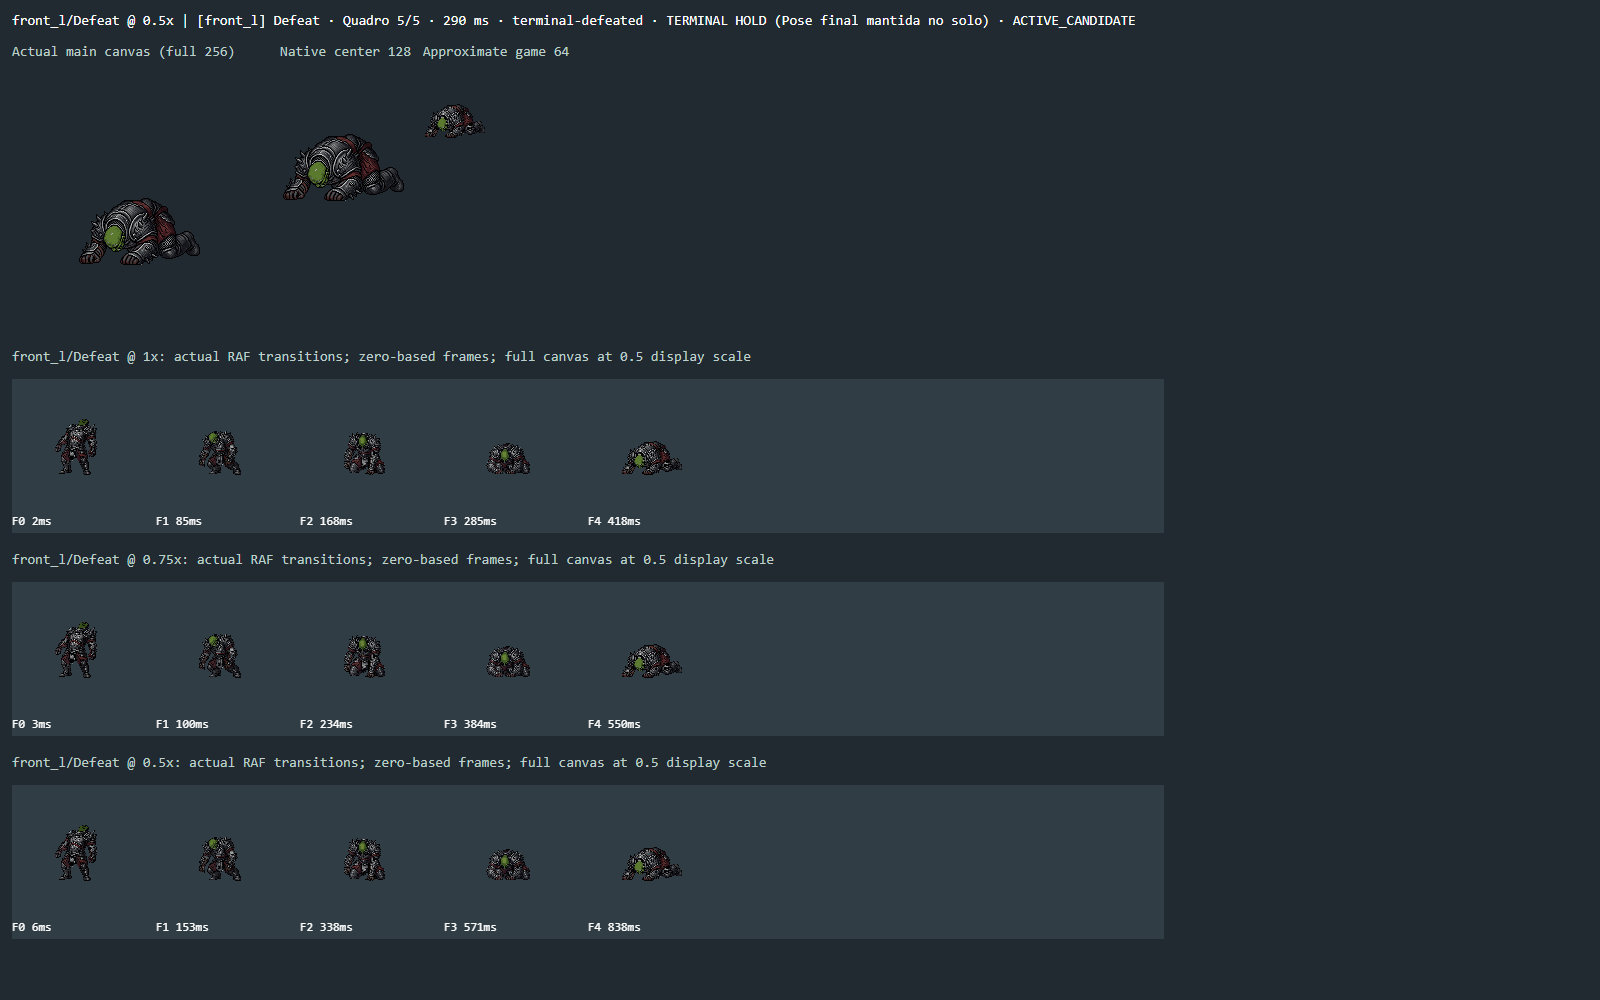 front_l/Defeat @ 0.5x | [front_l] Defeat · Quadro 5/5 · 290 ms · terminal-defeated · TERMINAL HOLD (Pose final mantida no solo) · ACTIVE_CANDIDATE
Actual main canvas (full 256) Native center 128 Approximate game 64
front_l/Defeat @ 1x: actual RAF transitions; zero-based frames; full canvas at 0.5 display scale
F0 2ms F1 85ms F2 168ms F3 285ms F4 418ms
front_l/Defeat @ 0.75x: actual RAF transitions; zero-based frames; full canvas at 0.5 display scale
F0 3ms F1 100ms F2 234ms F3 384ms F4 550ms
front_l/Defeat @ 0.5x: actual RAF transitions; zero-based frames; full canvas at 0.5 display scale
F0 6ms F1 153ms F2 338ms F3 571ms F4 838ms